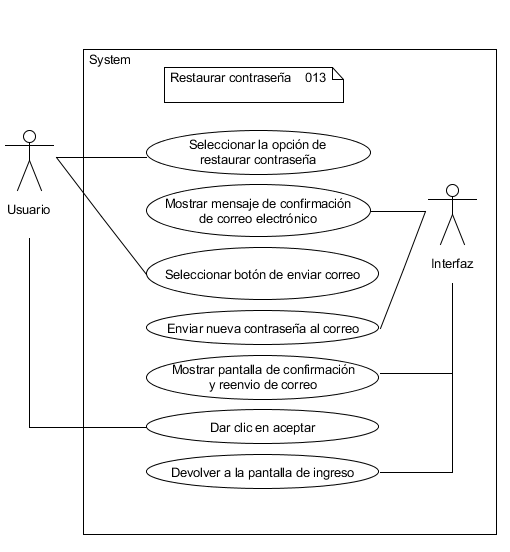 System
Restaurar contraseña 013
Seleccionar la opción de
restaurar contraseña
Usuario
Mostrar mensaje de confirmación
de correo electrónico
Interfaz
Seleccionar botón de enviar correo
Enviar nueva contraseña al correo
Mostrar pantalla de confirmación
y reenvio de correo
Dar clic en aceptar
Devolver a la pantalla de ingreso